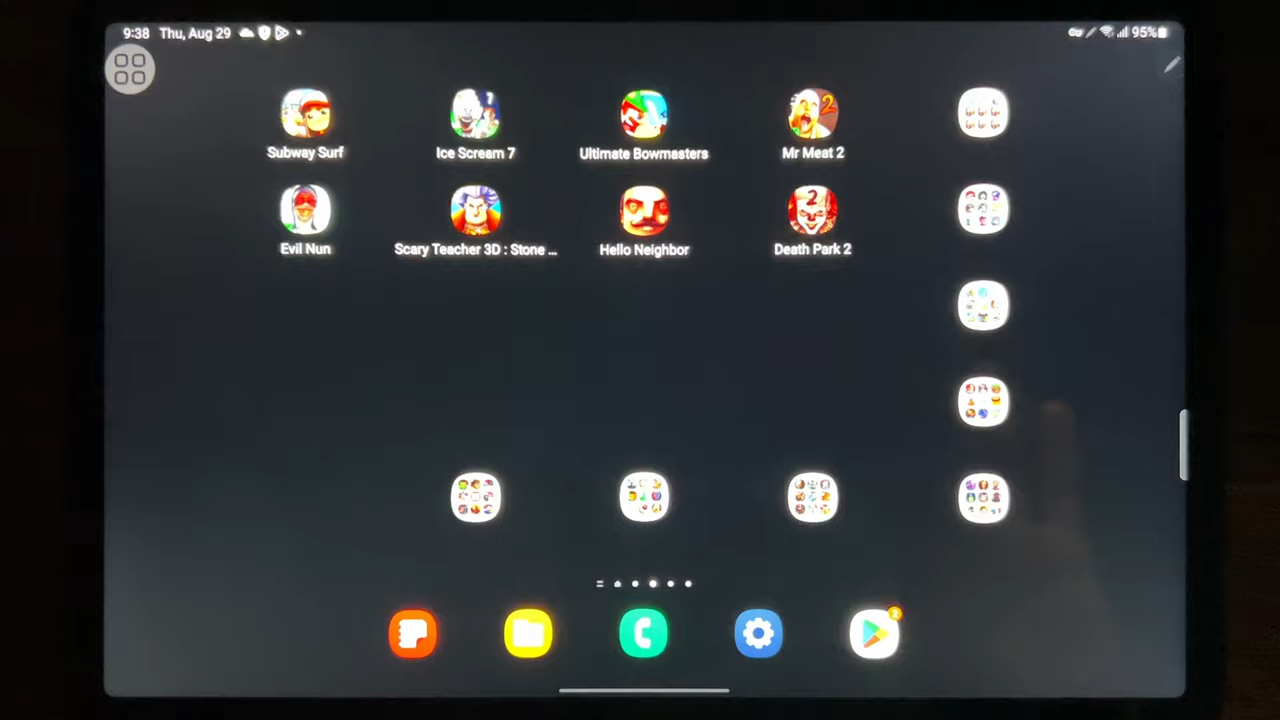 9:38 Thu, Aug 29 95%
Subway Surf Ice Scream 7 Ultimate Bowmasters Mr Meat 2
Evil Nun Scary Teacher 3D : Stone ... Hello Neighbor Death Park 2